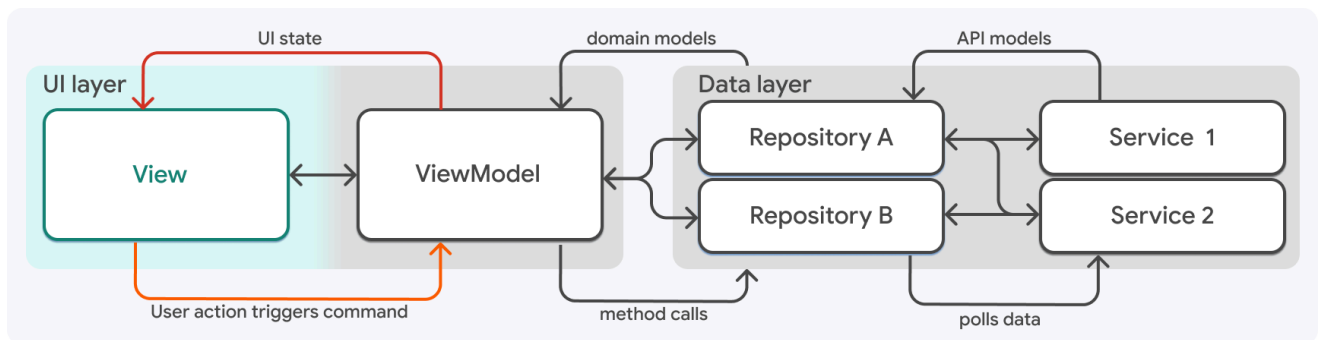 UI state
domain models
API models
UI layer
Data layer
View
ViewModel
Repository A
Service 1
Repository B
Service 2
User action triggers command
method calls
polls data